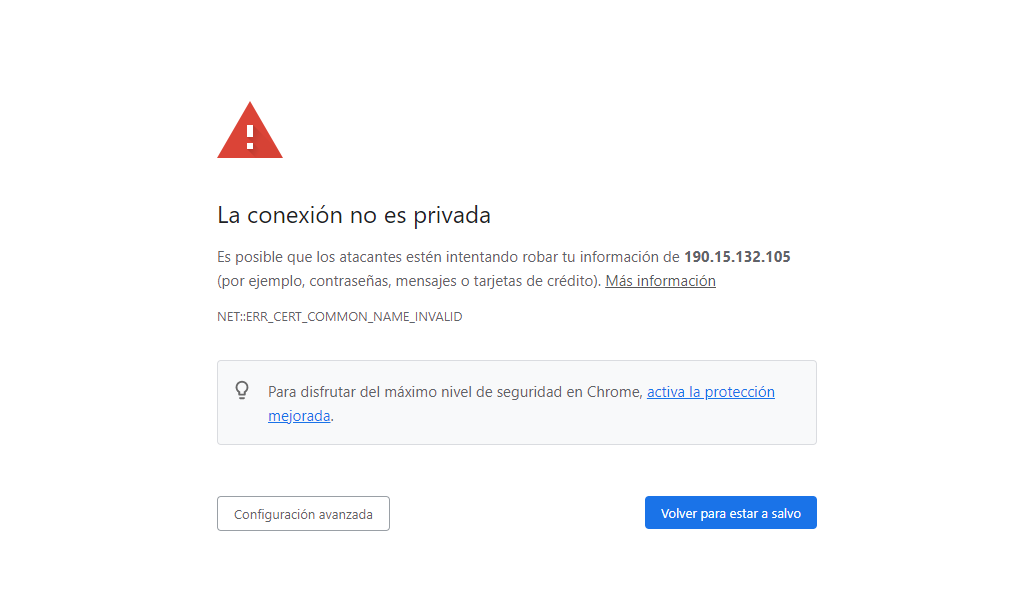 La conexión no es privada
Es posible que los atacantes estén intentando robar tu información de 190.15.132.105
(por ejemplo, contraseñas, mensajes o tarjetas de crédito). Más información
NET::ERR_CERT_COMMON_NAME_INVALID
Para disfrutar del máximo nivel de seguridad en Chrome, activa la protección
mejorada.
Configuración avanzada
Volver para estar a salvo